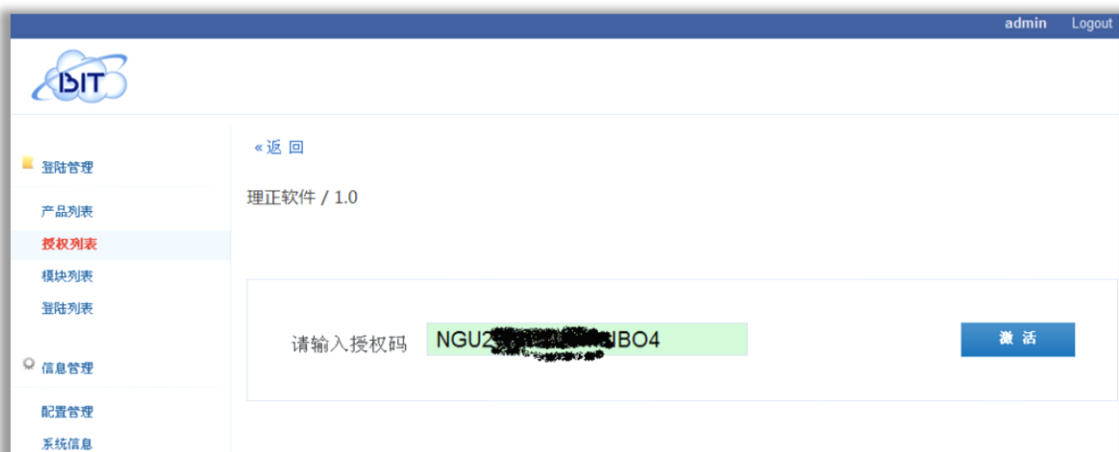 admin Logout
BIT
«返 回
登陆管理
理正软件 / 1.0
产品列表
授权列表
模块列表
登陆列表
请输入授权码 NGU2 IBO4 激 活
信息管理
配置管理
系统信息